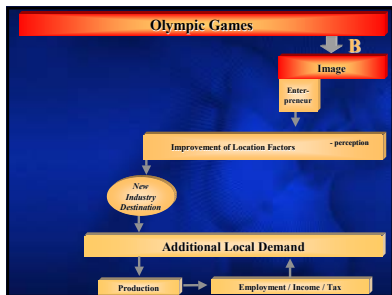 Olympic Games
B
Image
Enter-
preneur
Improvement of Location Factors - perception
New
Industry
Destination
Additional Local Demand
Production
Employment / Income / Tax